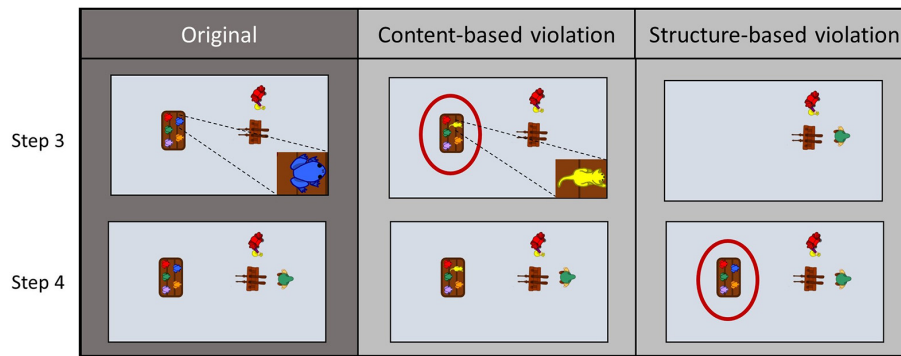 Original
Content-based violation
Structure-based violation
Step 3
Step 4